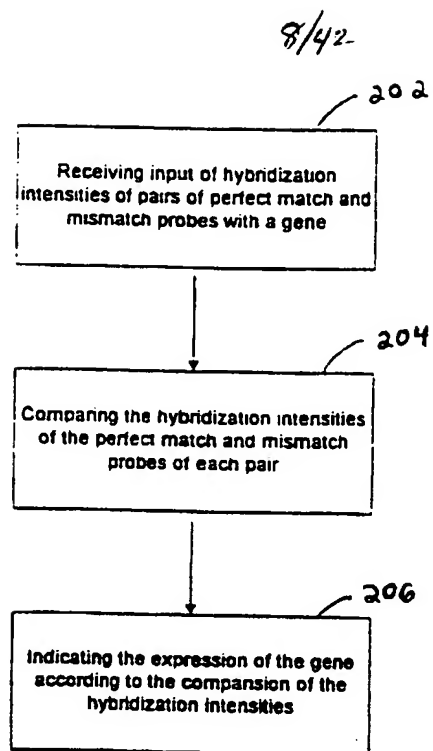 8/42
202
Receiving input of hybridization
intensities of pairs of perfect match and
mismatch probes with a gene
204
Comparing the hybridization intensities
of the perfect match and mismatch
probes of each pair
206
Indicating the expression of the gene
according to the comparison of the
hybridization intensities